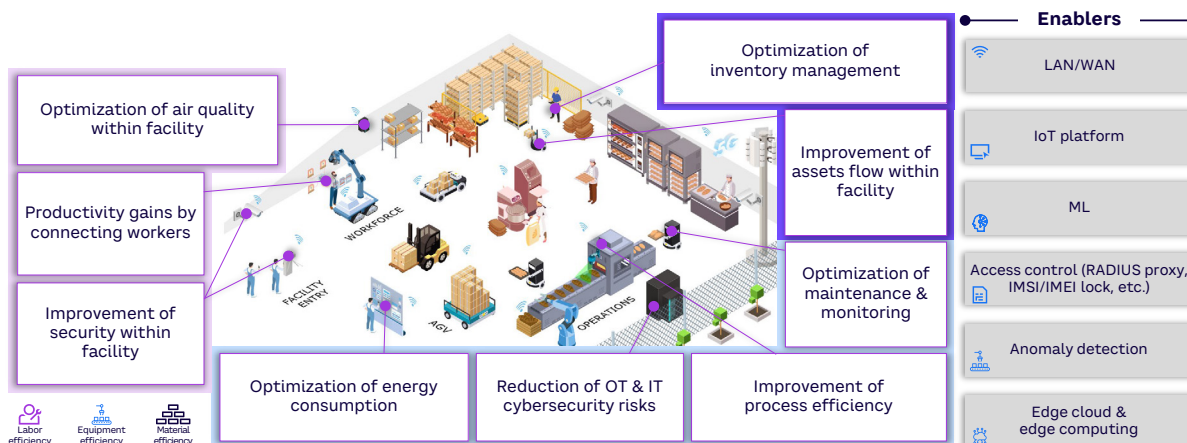 Enablers
Optimization of
inventory management
LAN/WAN
Optimization of air quality
within facility
IoT platform
Improvement of
assets flow within
facility
Productivity gains by
connecting workers
ML
WORKFORCE
Access control (RADIUS proxy,
IMSI/IMEI lock, etc.)
Optimization of
maintenance &
monitoring
FACILITY
ENTRY
Improvement of
security within
facility
AGV
OPERATIONS
Anomaly detection
Optimization of energy
consumption
Reduction of OT & IT
cybersecurity risks
Improvement of
process efficiency
Edge cloud &
edge computing
Labor
efficiency
Equipment
efficiency
Material
efficiency